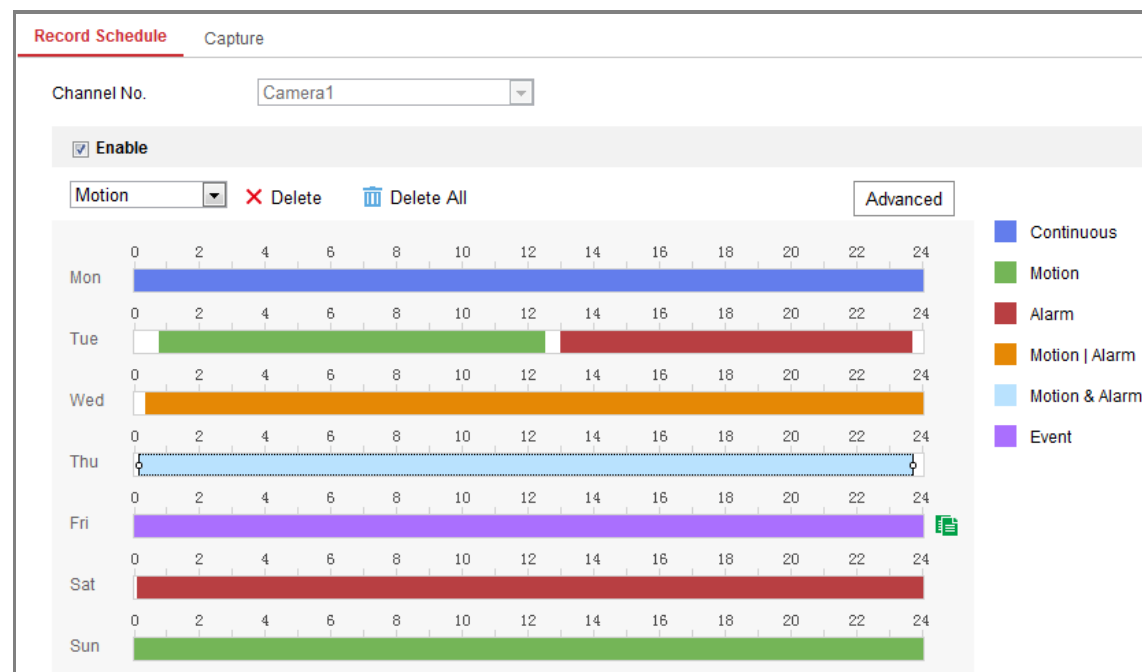 Record Schedule Capture
Channel No. Camera1
Enable
Motion Delete Delete All Advanced
Continuous
Motion
Alarm
Motion | Alarm
Motion & Alarm
Event
0 2 4 6 8 10 12 14 16 18 20 22 24
Mon
0 2 4 6 8 10 12 14 16 18 20 22 24
Tue
0 2 4 6 8 10 12 14 16 18 20 22 24
Wed
0 2 4 6 8 10 12 14 16 18 20 22 24
Thu
0 2 4 6 8 10 12 14 16 18 20 22 24
Fri
0 2 4 6 8 10 12 14 16 18 20 22 24
Sat
0 2 4 6 8 10 12 14 16 18 20 22 24
Sun